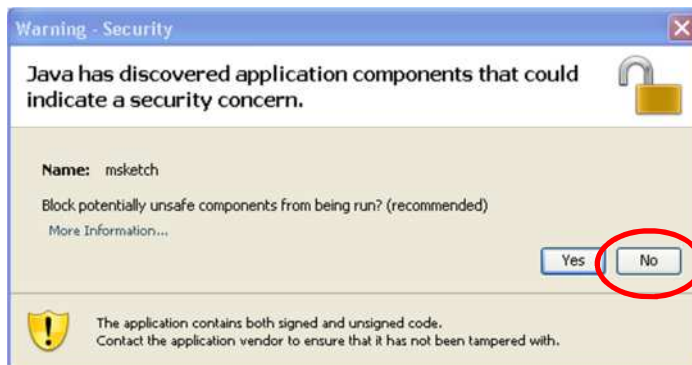 Warning - Security
Java has discovered application components that could
indicate a security concern.
Name: msketch
Block potentially unsafe components from being run? (recommended)
More Information...
Yes No
The application contains both signed and unsigned code.
Contact the application vendor to ensure that it has not been tampered with.